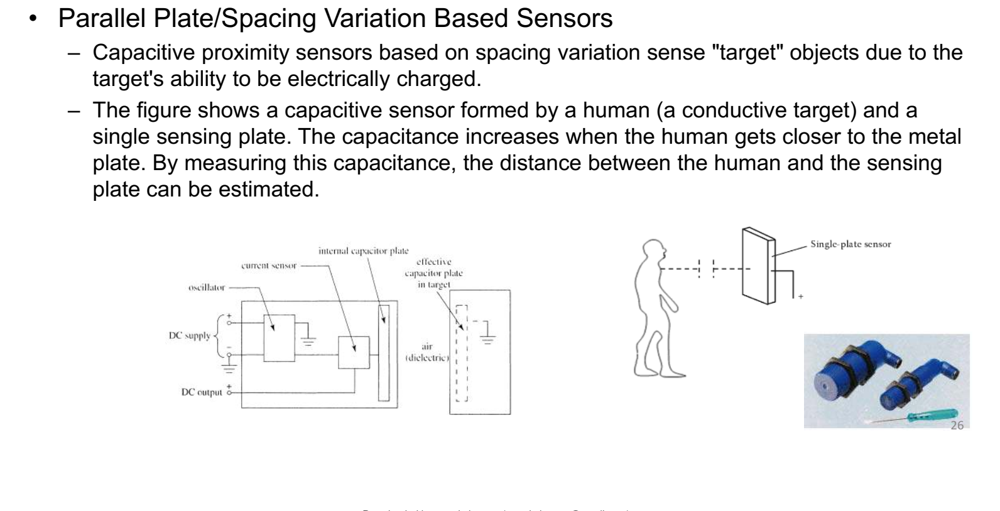 • Parallel Plate/Spacing Variation Based Sensors
– Capacitive proximity sensors based on spacing variation sense "target" objects due to the
target's ability to be electrically charged.
– The figure shows a capacitive sensor formed by a human (a conductive target) and a
single sensing plate. The capacitance increases when the human gets closer to the metal
plate. By measuring this capacitance, the distance between the human and the sensing
plate can be estimated.
internal capacitor plate
current sensor
oscillator
effective
capacitor plate
in target
DC supply
+
–
air
(dielectric)
DC output
+
Single-plate sensor
+
26